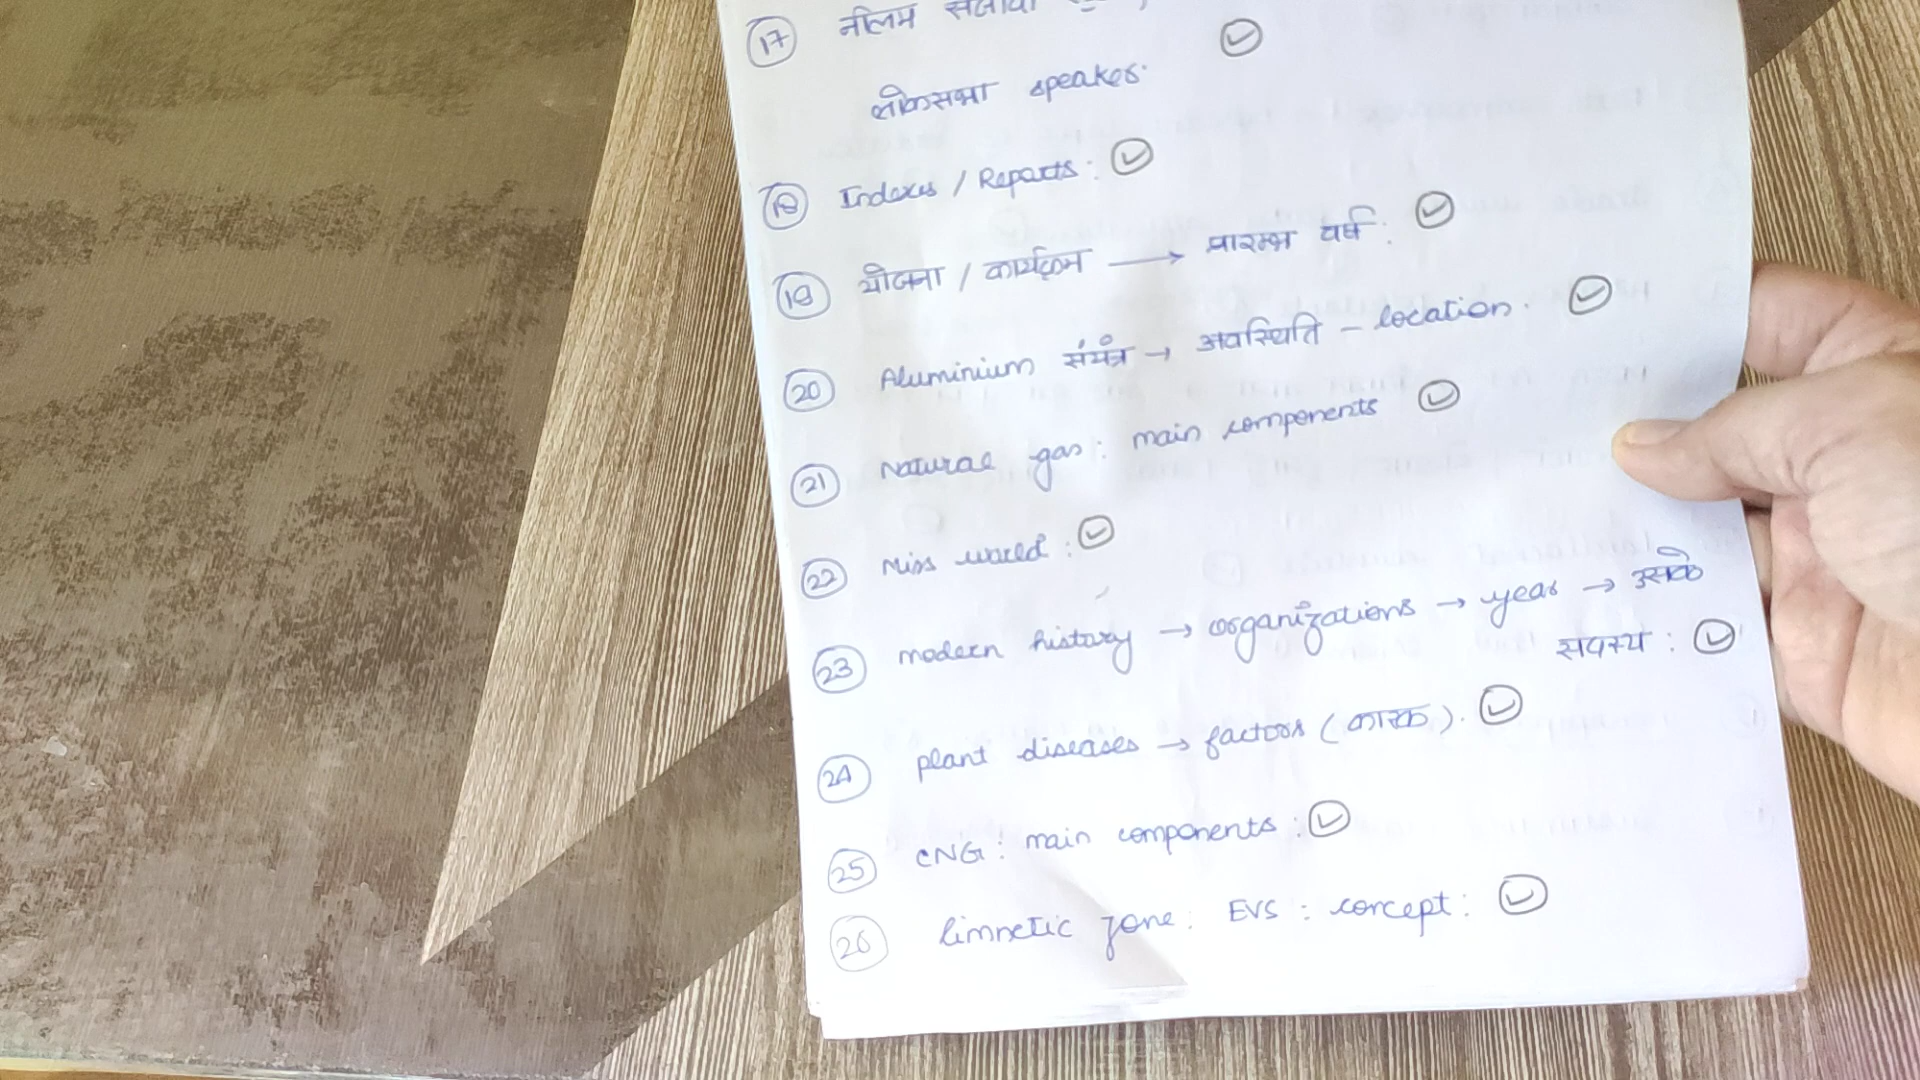 17 नीलम
लोकसभा speaker.
18 Indexes / Reports :
19 योजना / कार्यक्रम → प्रारम्भ वर्ष :
20 Aluminium संयंत्र → अवस्थिति - location.
21 Natural gas : main components
22 Miss world :
23 modern history → organizations → year → उसके
सदस्य :
24 plant diseases → factors (कारक).
25 CNG : main components :
26 limnetic zone : EVS : concept :